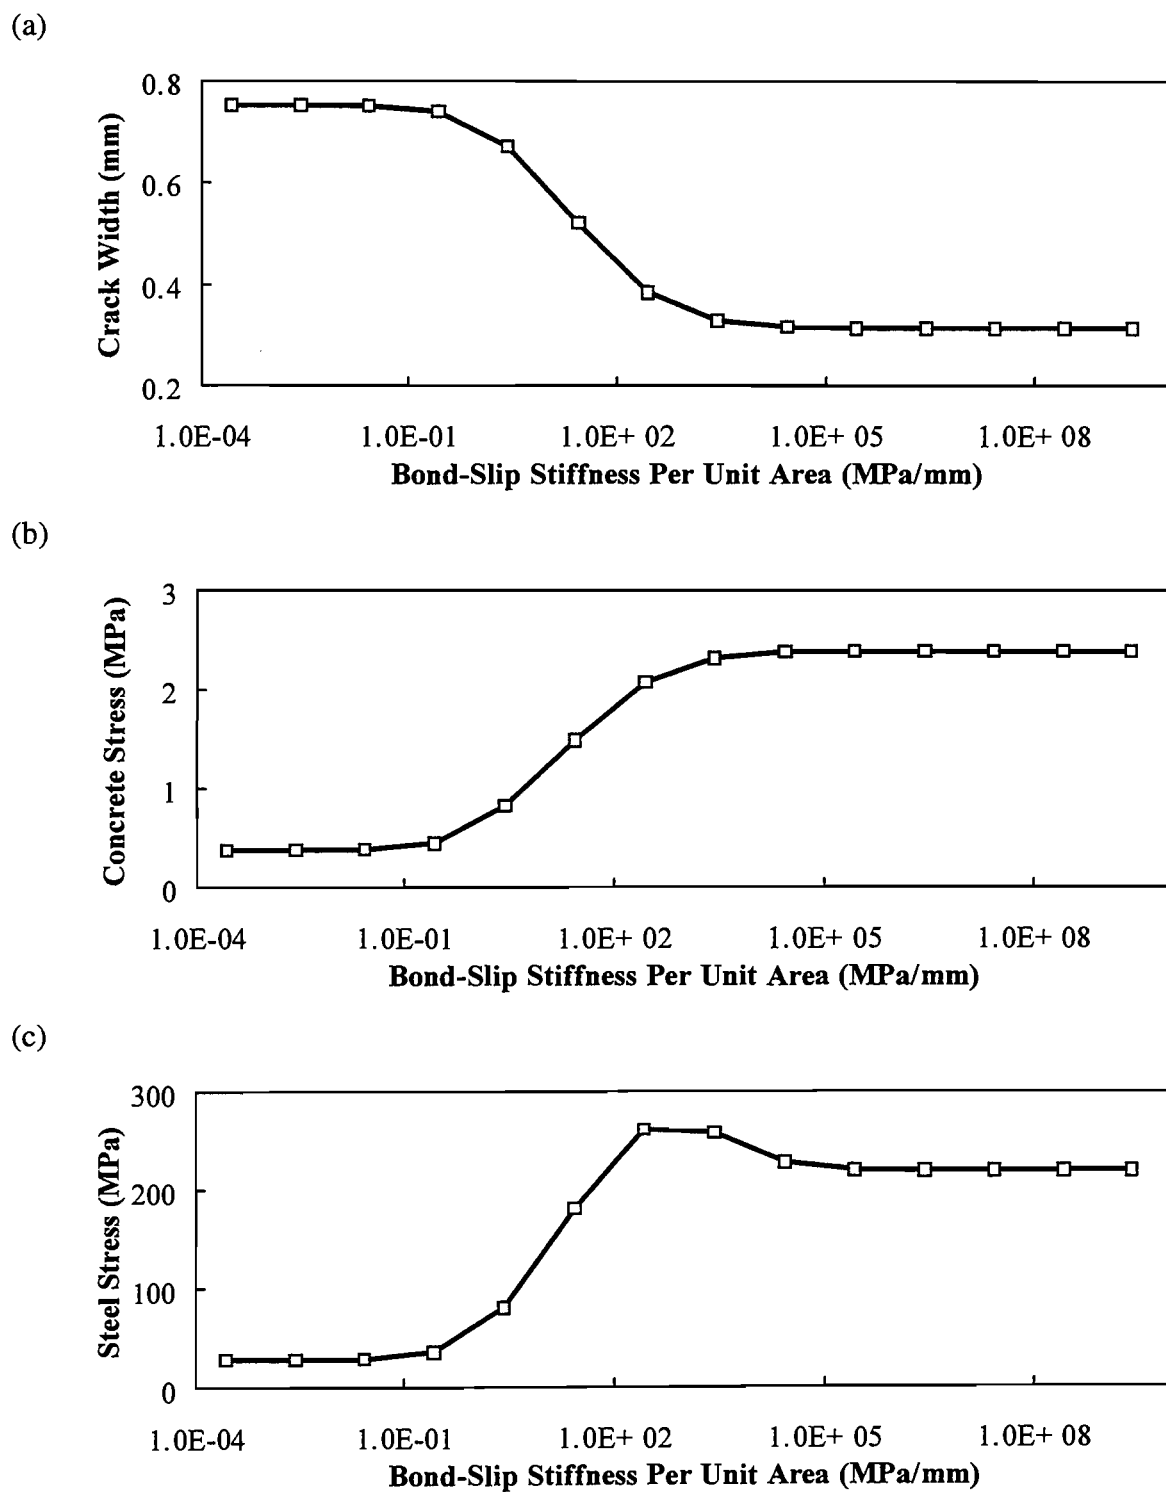 (a)
0.8
0.6
0.4
0.2
Crack Width (mm)
1.0E-04 1.0E-01 1.0E+ 02 1.0E+ 05 1.0E+ 08
Bond-Slip Stiffness Per Unit Area (MPa/mm)
(b)
3
2
1
0
Concrete Stress (MPa)
1.0E-04 1.0E-01 1.0E+ 02 1.0E+ 05 1.0E+ 08
Bond-Slip Stiffness Per Unit Area (MPa/mm)
(c)
300
200
100
0
Steel Stress (MPa)
1.0E-04 1.0E-01 1.0E+ 02 1.0E+ 05 1.0E+ 08
Bond-Slip Stiffness Per Unit Area (MPa/mm)